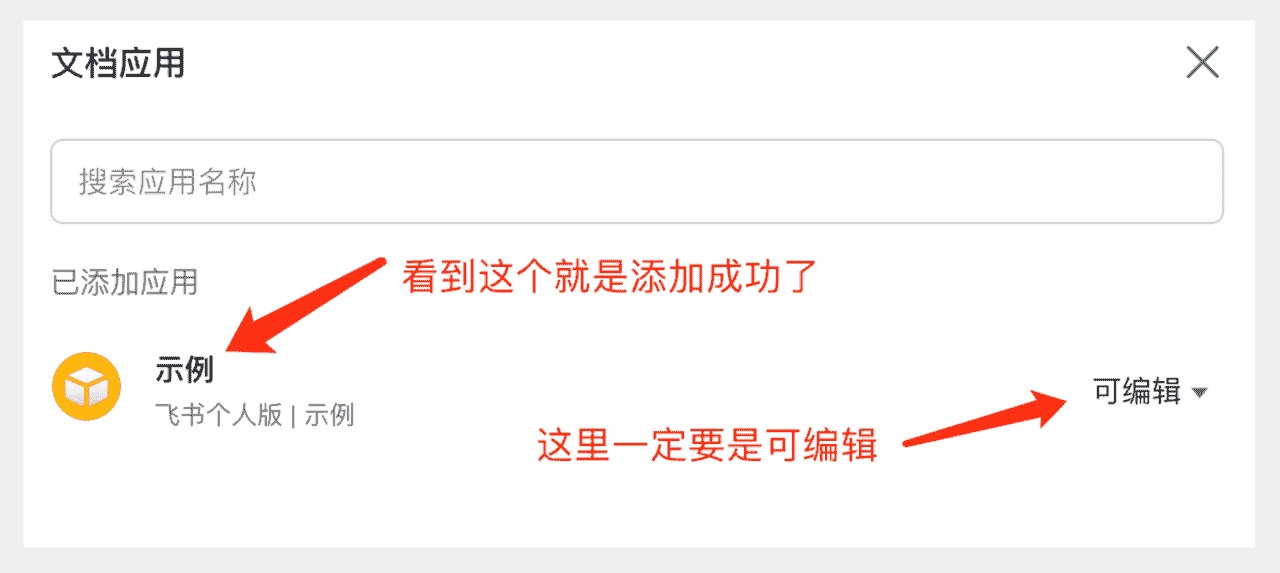 文档应用
搜索应用名称
已添加应用
看到这个就是添加成功了
示例
飞书个人版 | 示例
可编辑
这里一定要是可编辑